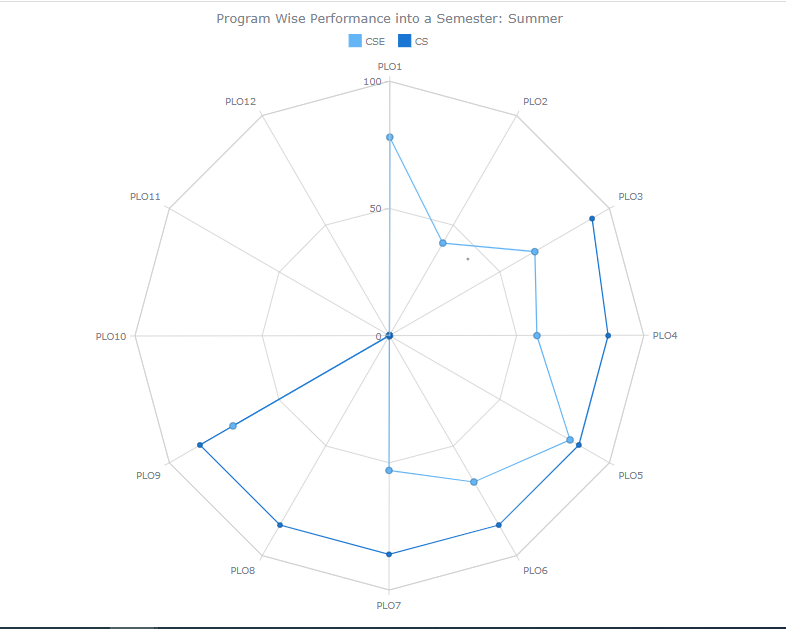 Program Wise Performance into a Semester: Summer
CSE CS
PLO1
100
PLO12 PLO2
PLO11 PLO3
50
PLO10 0 PLO4
PLO9 PLO5
PLO8 PLO6
PLO7